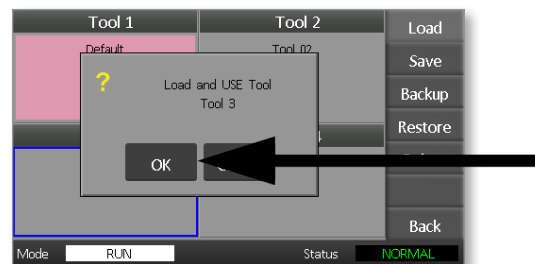 Tool 1
Tool 2
Load
Default
Tool 02
Save
?
Load and USE Tool
Tool 3
Backup
Restore
OK
Back
Mode
RUN
Status
NORMAL